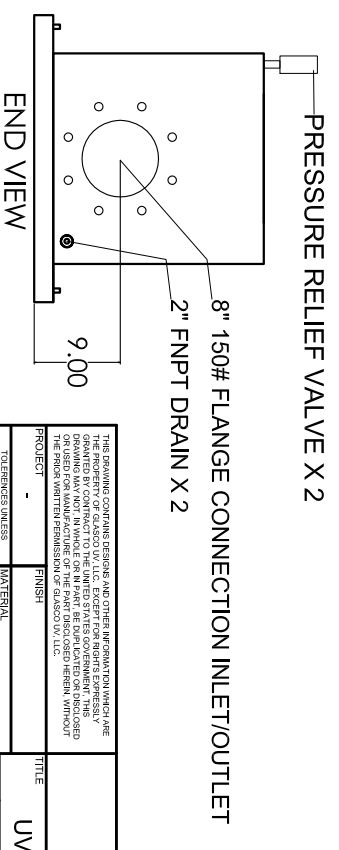 PRESSURE RELIEF VALVE X 2
8" 150# FLANGE CONNECTION INLET/OUTLET
2" FNPT DRAIN X 2
9.00
END VIEW
THIS DRAWING CONTAINS DESIGNS AND OTHER INFORMATION WHICH ARE
THE PROPERTY OF GLASCO UV, LLC. EXCEPT FOR RIGHTS EXPRESSLY
GRANTED BY CONTRACT TO THE UNITED STATES GOVERNMENT, THIS
DRAWING MAY NOT, IN WHOLE OR IN PART, BE DUPLICATED OR DISCLOSED
OR USED FOR MANUFACTURE OF THE PART DISCLOSED HEREIN, WITHOUT
THE PRIOR WRITTEN PERMISSION OF GLASCO UV, LLC.
PROJECT
-
FINISH
TITLE
TOLERENCES UNLESS
MATERIAL
UV